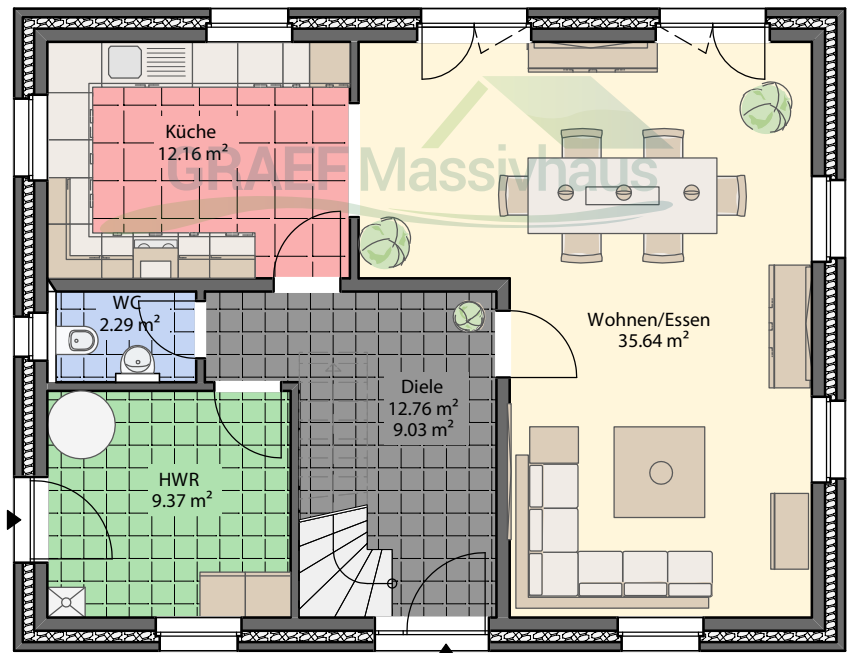 Küche
12.16 m²
GRAEF Massivhaus
WC
2.29 m²
Wohnen/Essen
35.64 m²
Diele
12.76 m²
9.03 m²
HWR
9.37 m²